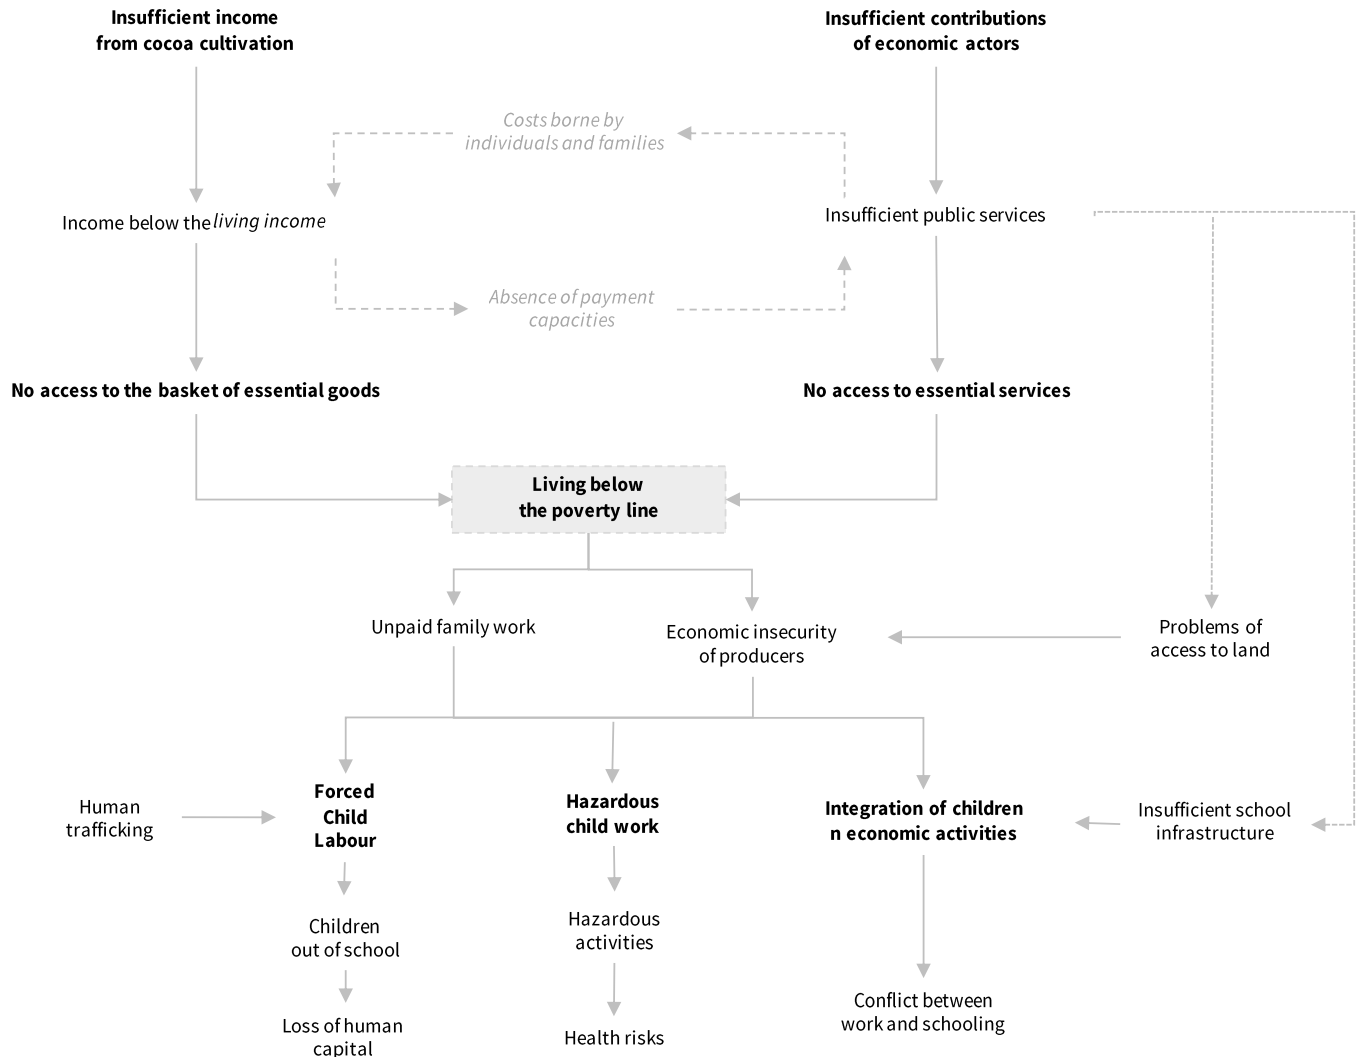 Insufficient income
from cocoa cultivation
Insufficient contributions
of economic actors
Costs borne by
individuals and families
Income below the living income
Insufficient public services
Absence of payment
capacities
No access to the basket of essential goods
No access to essential services
Living below
the poverty line
Unpaid family work
Economic insecurity
of producers
Problems of
access to land
Human
trafficking
Forced
Child
Labour
Hazardous
child work
Integration of children
n economic activities
Insufficient school
infrastructure
Children
out of school
Hazardous
activities
Conflict between
work and schooling
Loss of human
capital
Health risks